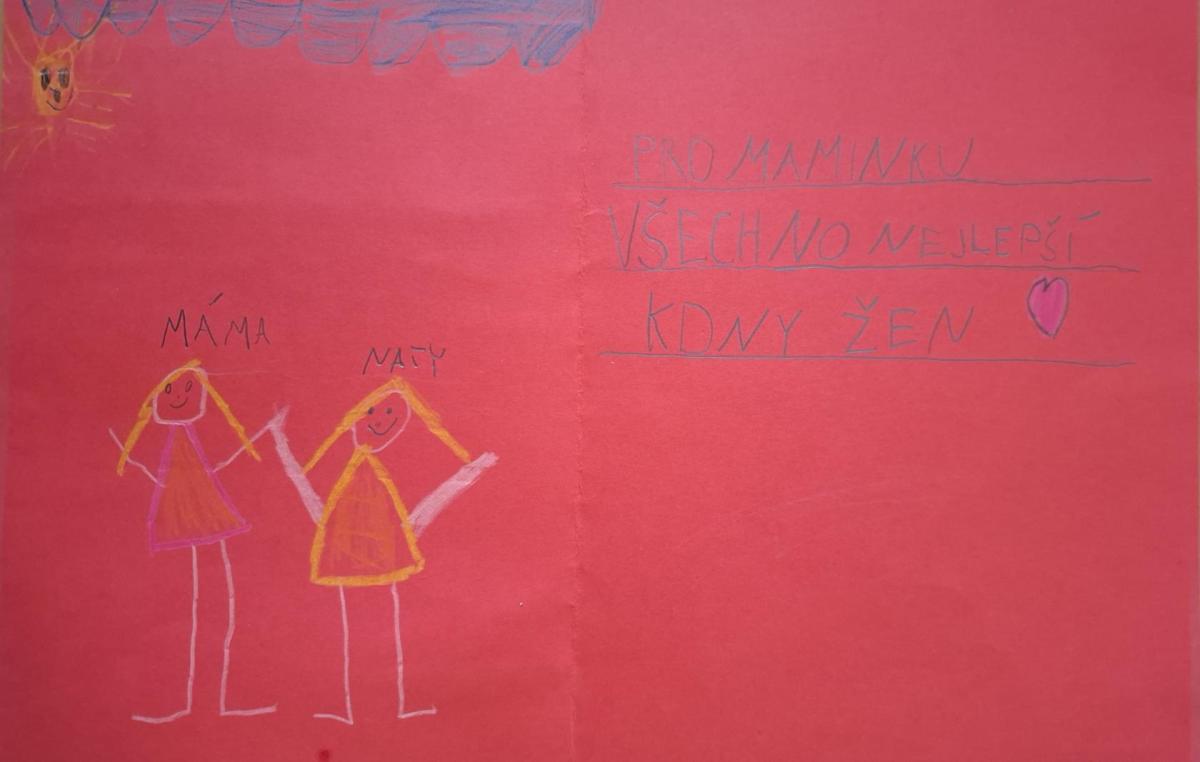 MÁMA
NATY
PRO MAMINKU
VŠECHNO NEJLEPŠÍ
KDNY ŽEN